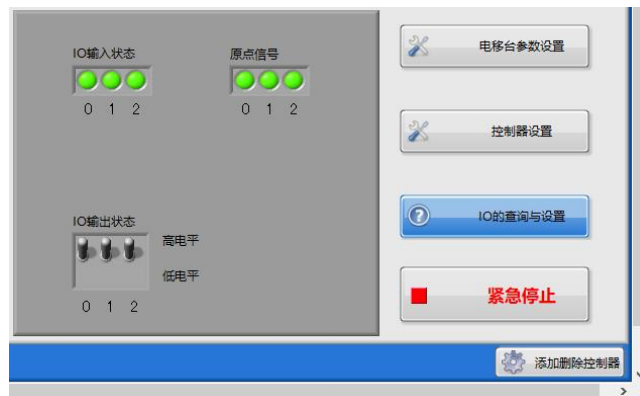 IO输入状态
原点信号
0 1 2
0 1 2
IO输出状态
高电平
低电平
0 1 2
电移台参数设置
控制器设置
IO的查询与设置
紧急停止
添加删除控制器